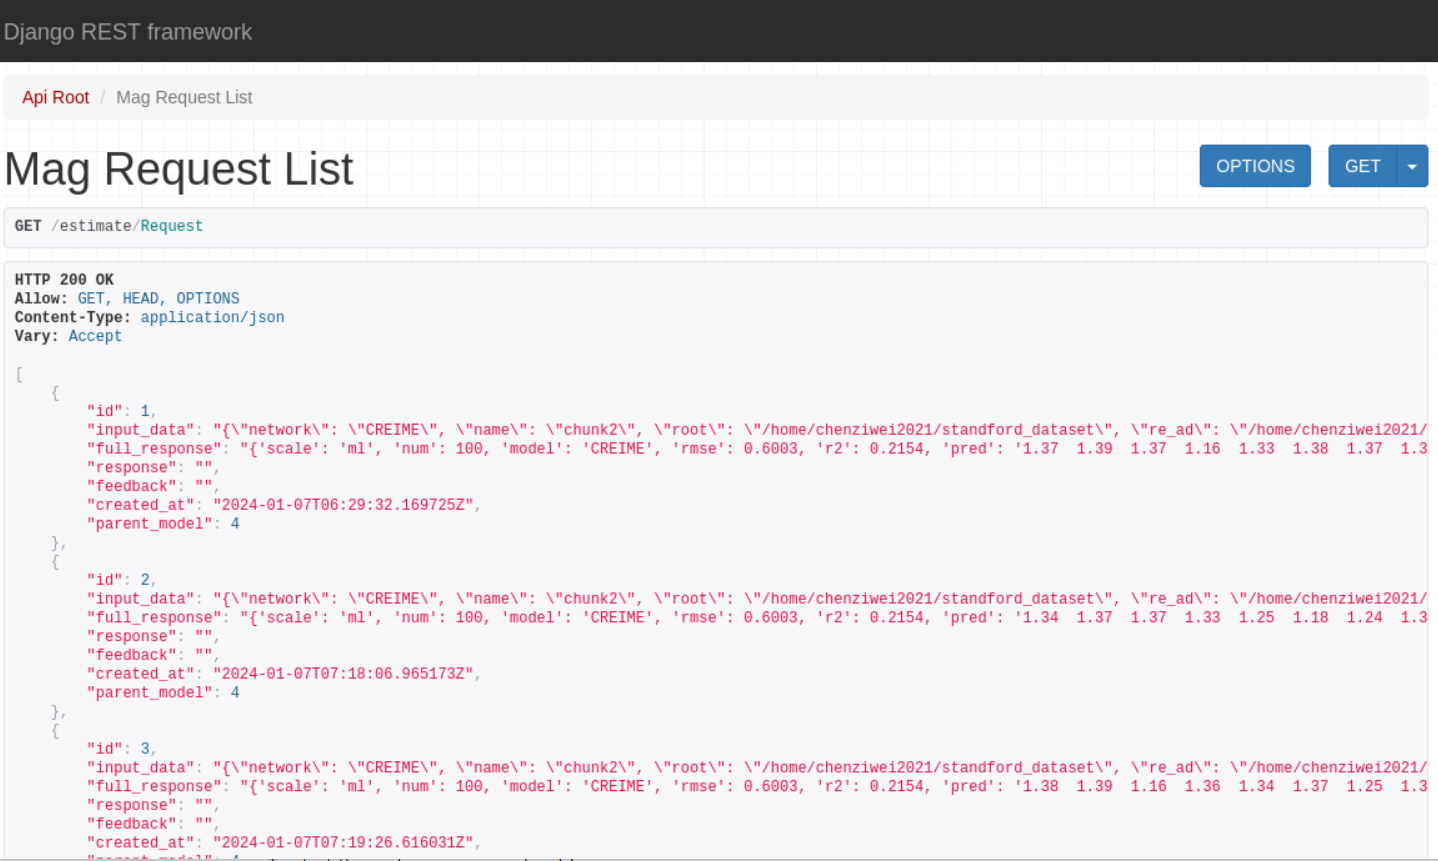 Django REST framework
Api Root / Mag Request List
Mag Request List
OPTIONS GET
GET /estimate/Request
HTTP 200 OK
Allow: GET, HEAD, OPTIONS
Content-Type: application/json
Vary: Accept
[
{
"id": 1,
"input_data": "{\"network\": \"CREIME\", \"name\": \"chunk2\", \"root\": \"/home/chenziwei2021/standford_dataset\", \"re_ad\": \"/home/chenziwei2021/
"full_response": "{'scale': 'ml', 'num': 100, 'model': 'CREIME', 'rmse': 0.6003, 'r2': 0.2154, 'pred': '1.37  1.39  1.37  1.16  1.33  1.38  1.37  1.3
"response": "",
"feedback": "",
"created_at": "2024-01-07T06:29:32.169725Z",
"parent_model": 4
},
{
"id": 2,
"input_data": "{\"network\": \"CREIME\", \"name\": \"chunk2\", \"root\": \"/home/chenziwei2021/standford_dataset\", \"re_ad\": \"/home/chenziwei2021/
"full_response": "{'scale': 'ml', 'num': 100, 'model': 'CREIME', 'rmse': 0.6003, 'r2': 0.2154, 'pred': '1.34  1.37  1.37  1.33  1.25  1.18  1.24  1.3
"response": "",
"feedback": "",
"created_at": "2024-01-07T07:18:06.965173Z",
"parent_model": 4
},
{
"id": 3,
"input_data": "{\"network\": \"CREIME\", \"name\": \"chunk2\", \"root\": \"/home/chenziwei2021/standford_dataset\", \"re_ad\": \"/home/chenziwei2021/
"full_response": "{'scale': 'ml', 'num': 100, 'model': 'CREIME', 'rmse': 0.6003, 'r2': 0.2154, 'pred': '1.38  1.39  1.16  1.36  1.34  1.37  1.25  1.3
"response": "",
"feedback": "",
"created_at": "2024-01-07T07:19:26.616031Z",